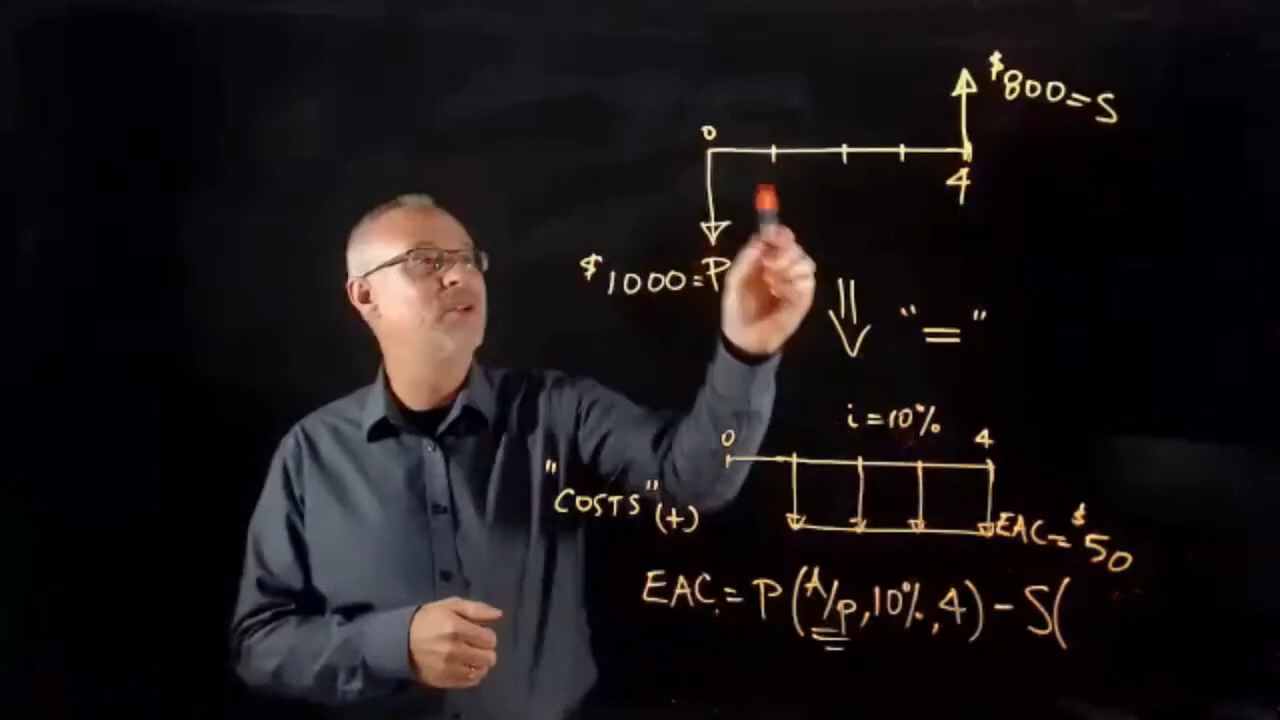 $800=S
0
4
$1000=P
"="
i=10%
0
4
"COSTS" (+)
EAC=$50
EAC=P(A/P,10%,4)-S(